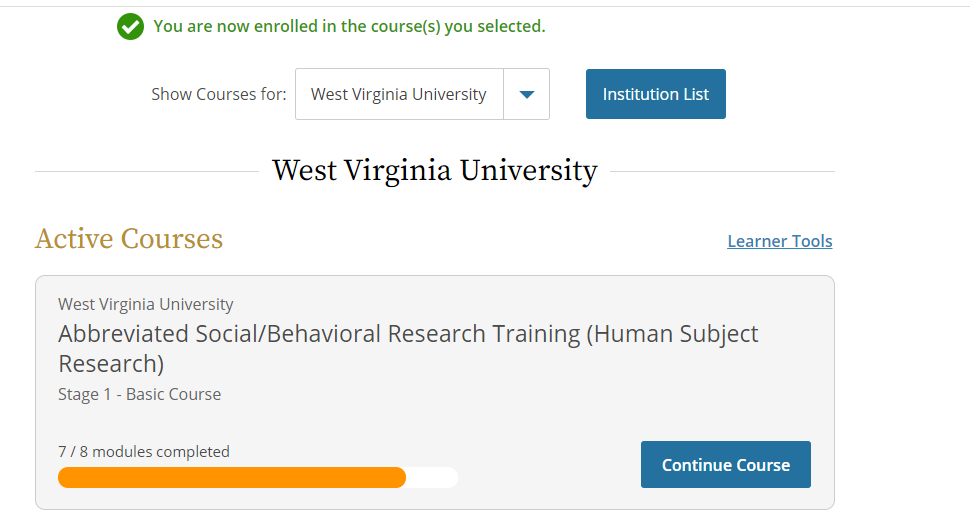 You are now enrolled in the course(s) you selected.
Show Courses for: West Virginia University Institution List
West Virginia University
Active Courses Learner Tools
West Virginia University
Abbreviated Social/Behavioral Research Training (Human Subject
Research)
Stage 1 - Basic Course
7 / 8 modules completed
Continue Course